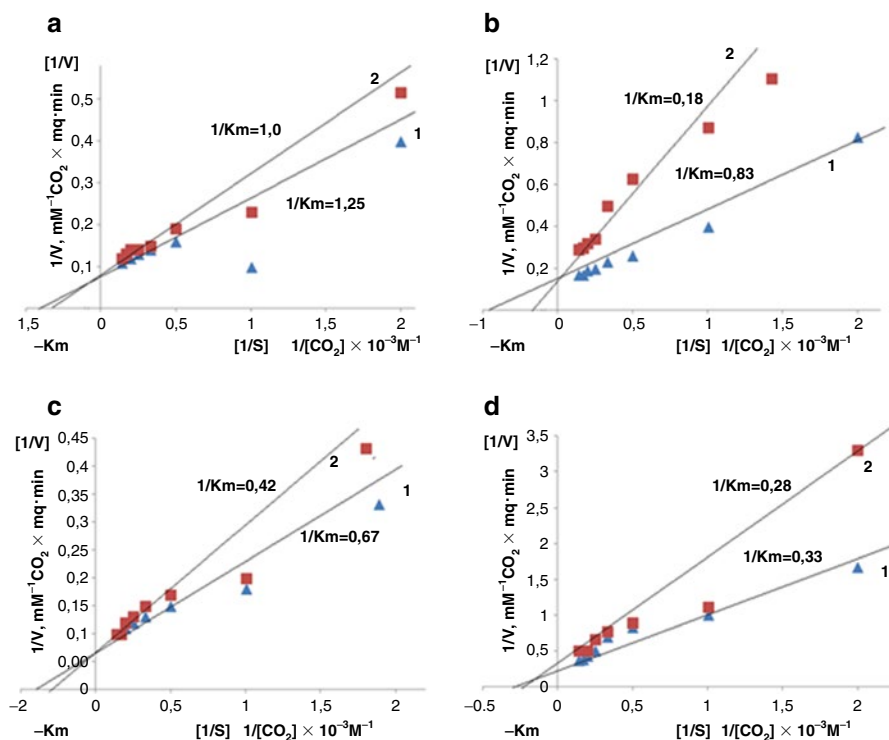 a
[1/V]
1/V, mM⁻¹CO₂ × mq·min
0,5
0,4
0,3
0,2
0,1
2
1
1/Km=1,0
1/Km=1,25
1,5
0
0,5
1
2
–Km
[1/S] 1/[CO₂] × 10⁻³M⁻¹
b
[1/V]
1/V, mM⁻¹CO₂ × mq·min
1,2
1
0,8
0,6
0,4
0,2
2
1
1/Km=0,18
1/Km=0,83
-1
0
0,5
1
2
–Km
[1/S] 1/[CO₂] × 10⁻³M⁻¹
c
[1/V]
1/V, mM⁻¹CO₂ × mq·min
0,45
0,4
0,35
0,3
0,25
0,2
0,15
0,1
0,00
0
2
1
1/Km=0,42
1/Km=0,67
−2
0
0,5
1
1,5
2
–Km
[1/S] 1/[CO₂] × 10⁻³M⁻¹
d
[1/V]
1/V, mM⁻¹CO₂ × mq·min
3.5
3
2.5
2
1.5
1
0.5
0
2
1
1/Km=0,28
1/Km=0,33
-0.5
0
0,5
1
2
–Km
[1/S] 1/[CO₂] × 10⁻³M⁻¹